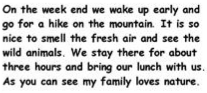 On the week end we wake up early and
go for a hike on the mountain. It is so
nice to smell the fresh air and see the
wild animals. We stay there for about
three hours and bring our lunch with us.
As you can see my family loves nature.